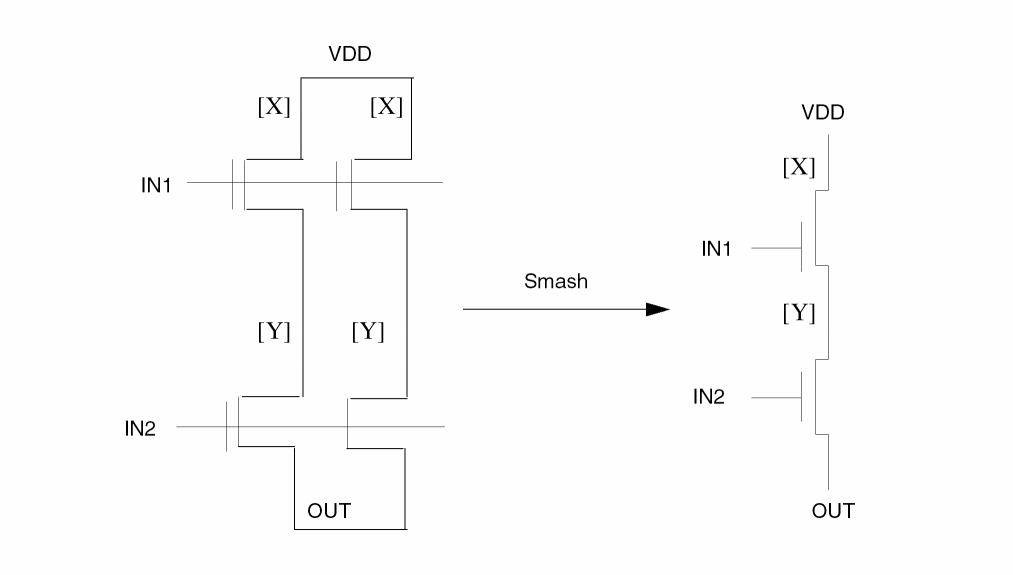 VDD
[X] [X]
IN1
[Y] [Y]
IN2
OUT
Smash
VDD
[X]
IN1
[Y]
IN2
OUT